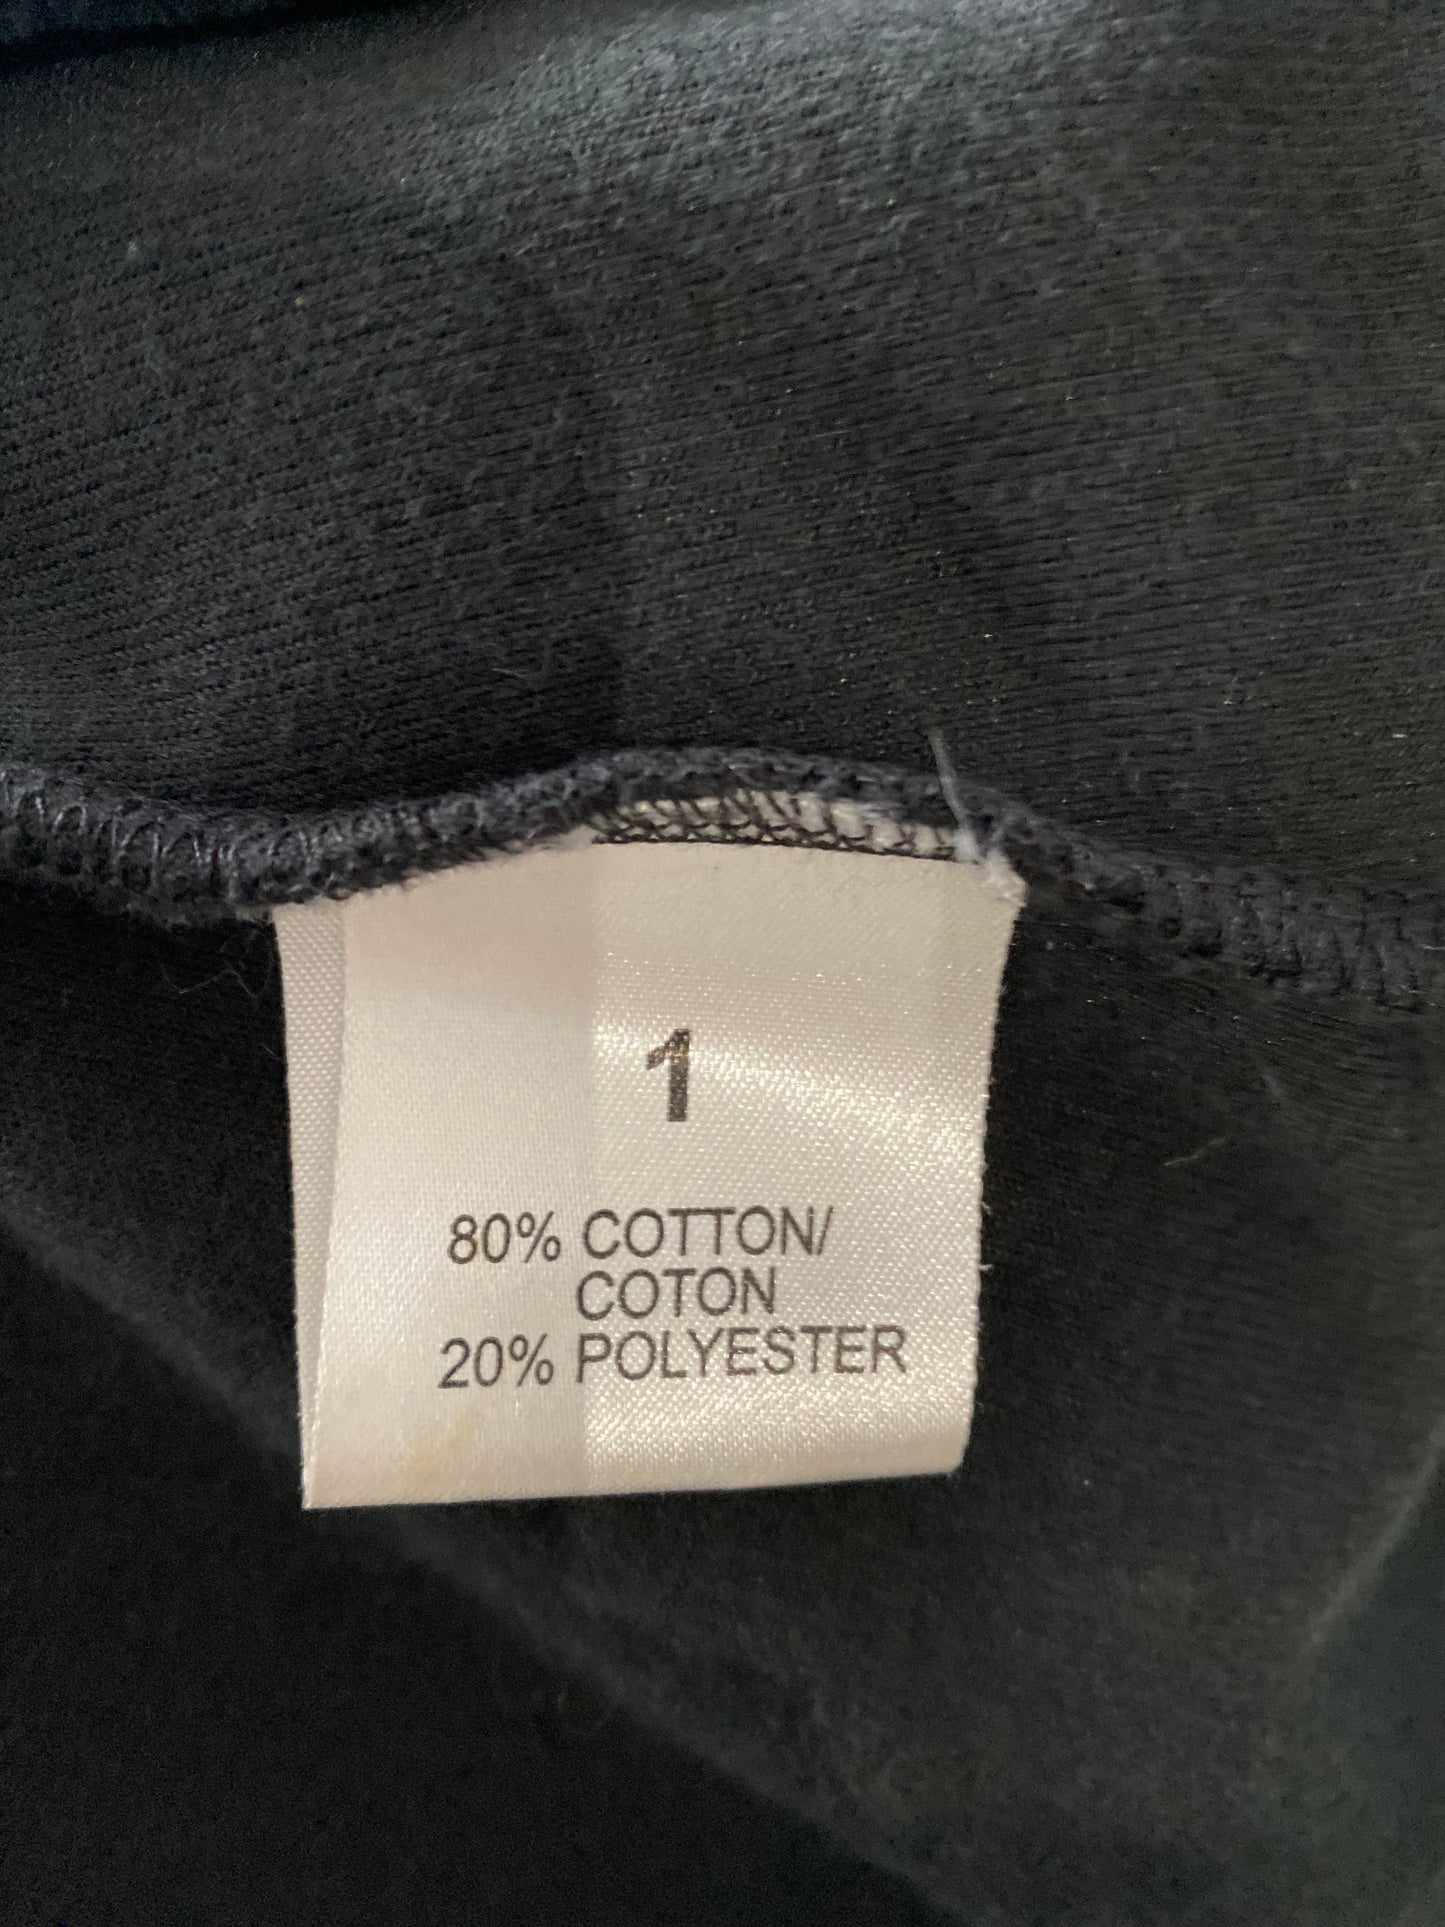 1
80% COTTON/
COTON
20% POLYESTER